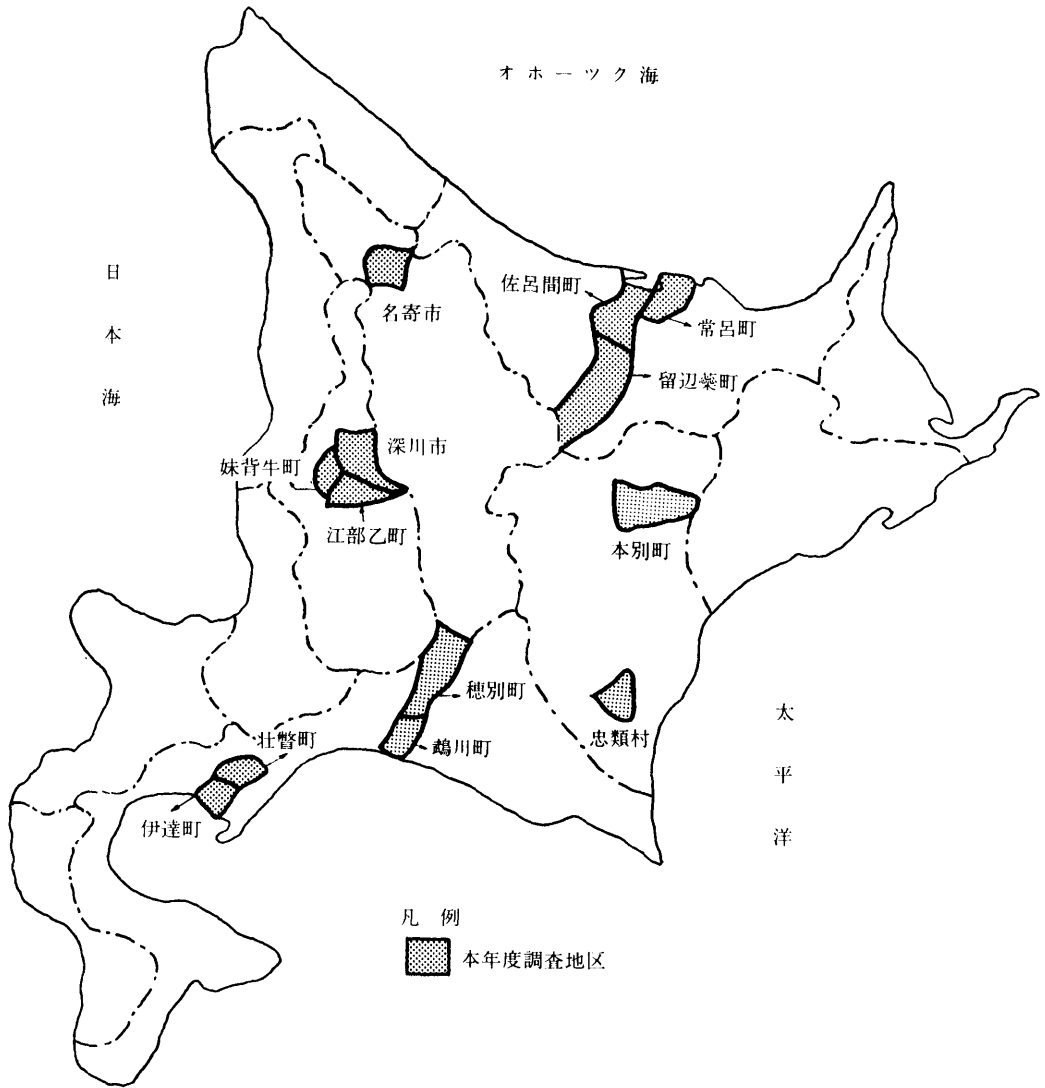 オホーツク海
日本海
佐呂間町
名寄市
常呂町
留辺蘂町
深川市
妹背牛町
江部乙町
本別町
穂別町
太平洋
忠類村
壮瞥町
鵡川町
伊達町
凡例
本年度調査地区